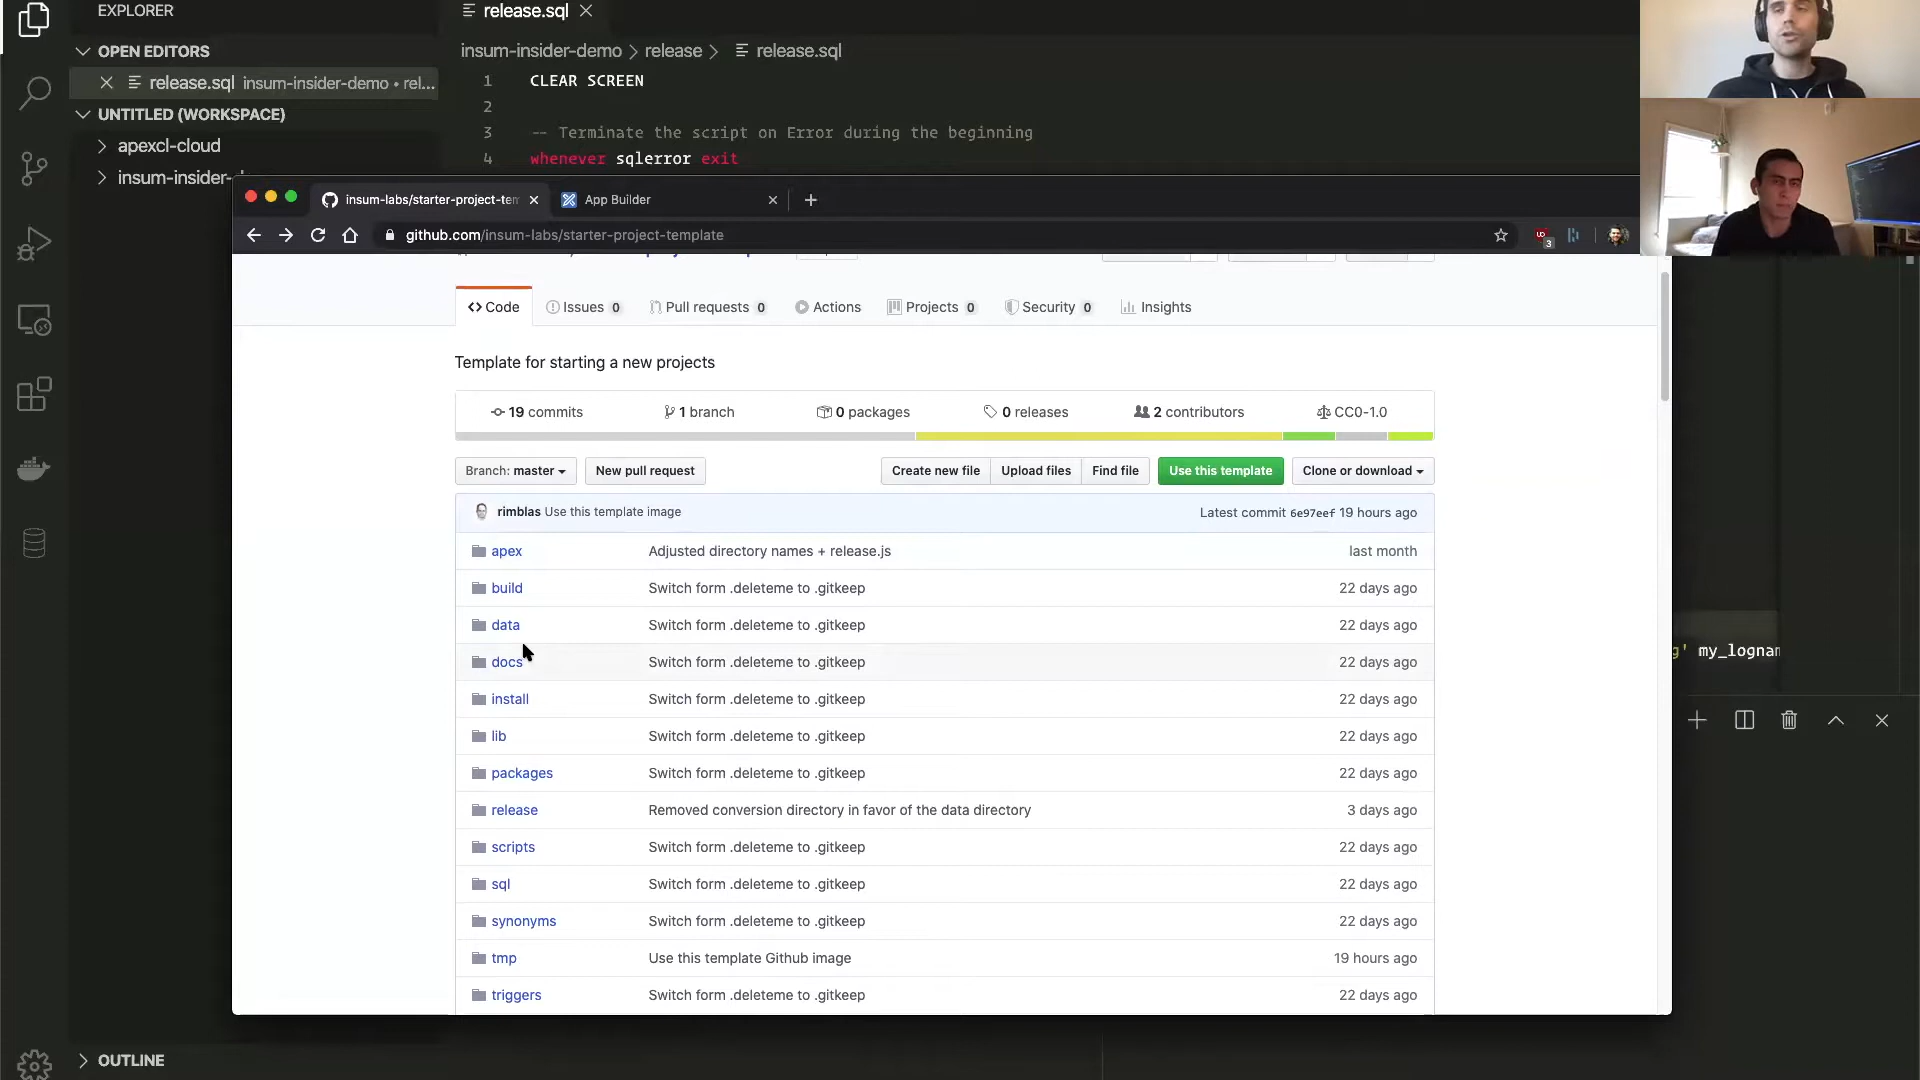 EXPLORER
release.sql
OPEN EDITORS
release.sql insum-insider-demo • rel...
UNTITLED (WORKSPACE)
apexcl-cloud
insum-insider-
insum-insider-demo > release > release.sql
1 CLEAR SCREEN
2
3 -- Terminate the script on Error during the beginning
4 whenever sqlerror exit
insum-labs/starter-project-tem
App Builder
github.com/insum-labs/starter-project-template
3
Code
Issues 0
Pull requests 0
Actions
Projects 0
Security 0
Insights
Template for starting a new projects
19 commits
1 branch
0 packages
0 releases
2 contributors
CC0-1.0
Branch: master
New pull request
Create new file
Upload files
Find file
Use this template
Clone or download
rimblas Use this template image
Latest commit 6e97eef 19 hours ago
apex Adjusted directory names + release.js last month
build Switch form .deleteme to .gitkeep 22 days ago
data Switch form .deleteme to .gitkeep 22 days ago
docs Switch form .deleteme to .gitkeep 22 days ago
install Switch form .deleteme to .gitkeep 22 days ago
lib Switch form .deleteme to .gitkeep 22 days ago
packages Switch form .deleteme to .gitkeep 22 days ago
release Removed conversion directory in favor of the data directory 3 days ago
scripts Switch form .deleteme to .gitkeep 22 days ago
sql Switch form .deleteme to .gitkeep 22 days ago
synonyms Switch form .deleteme to .gitkeep 22 days ago
tmp Use this template Github image 19 hours ago
triggers Switch form .deleteme to .gitkeep 22 days ago
g' my_lognam
OUTLINE